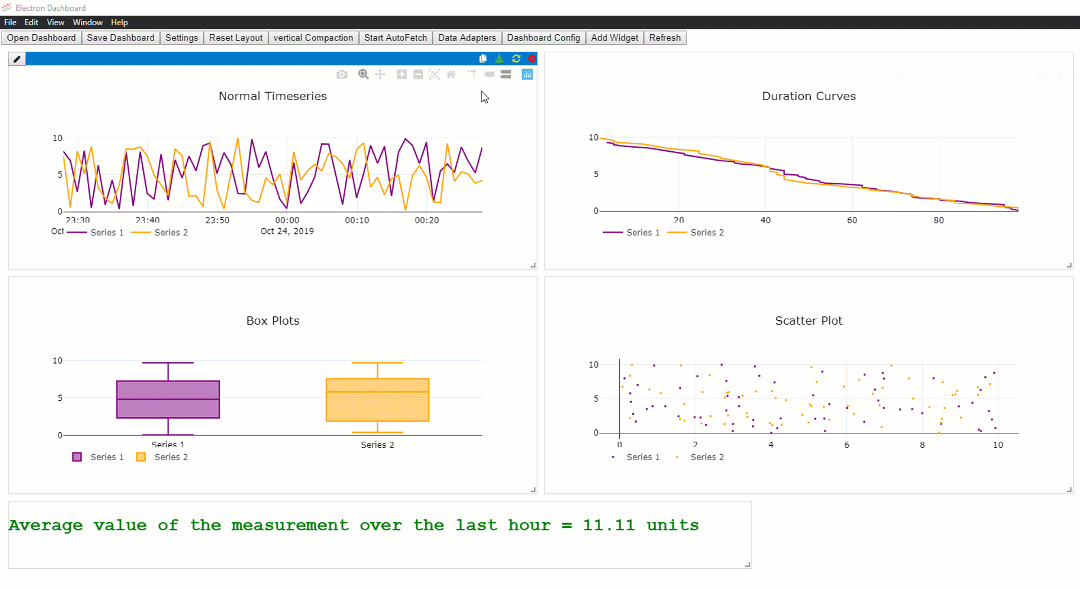 Electron Dashboard
File Edit View Window Help
Open Dashboard Save Dashboard Settings Reset Layout vertical Compaction Start AutoFetch Data Adapters Dashboard Config Add Widget Refresh
Normal Timeseries
10
5
0
23:30 23:40 23:50 00:00 00:10 00:20
Oct Oct 24, 2019
Series 1 Series 2
Duration Curves
10
5
0
20 40 60 80
Series 1 Series 2
Box Plots
10
5
0
Series 1 Series 2
Series 1 Series 2
Scatter Plot
10
5
0
0 2 4 6 8 10
Series 1 Series 2
Average value of the measurement over the last hour = 11.11 units